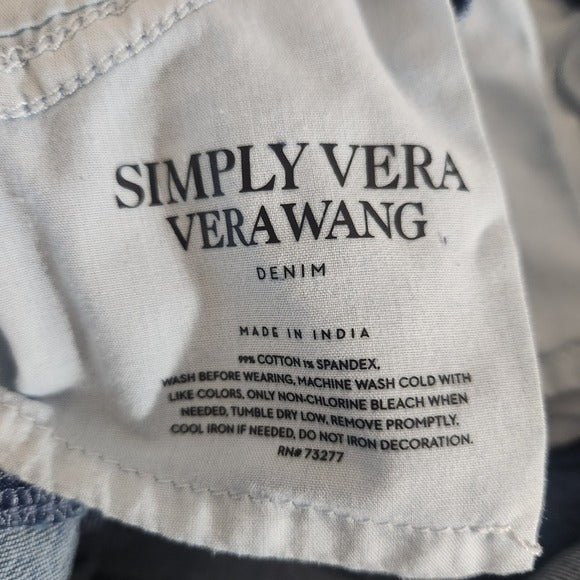 SIMPLY VERA
VERA WANG
DENIM
MADE IN INDIA
99% COTTON 1% SPANDEX.
WASH BEFORE WEARING, MACHINE WASH COLD WITH
LIKE COLORS, ONLY NON-CHLORINE BLEACH WHEN
NEEDED, TUMBLE DRY LOW, REMOVE PROMPTLY.
COOL IRON IF NEEDED, DO NOT IRON DECORATION.
RN# 73277